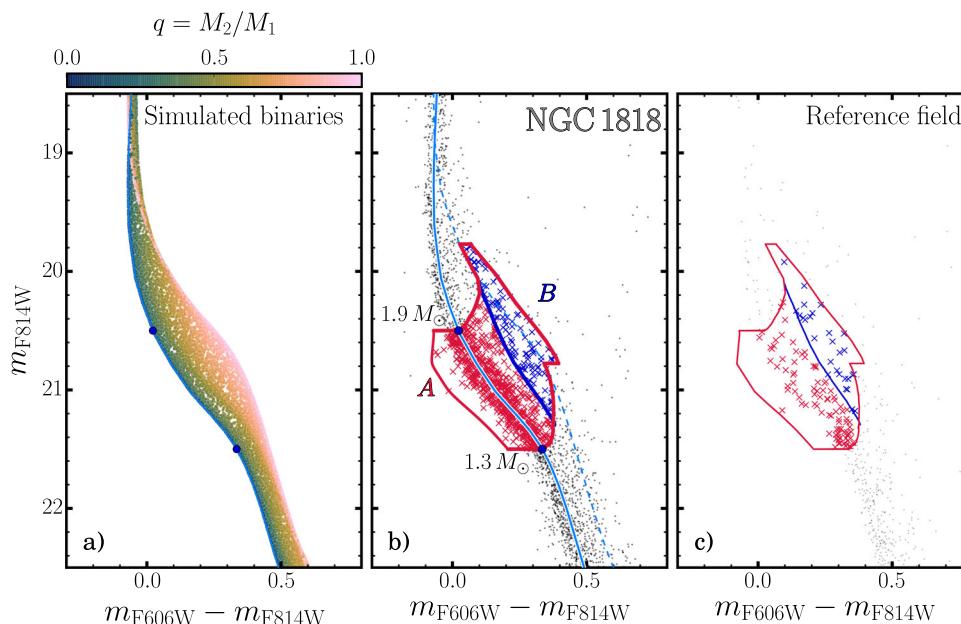 q = M₂/M₁
0.0 0.5 1.0
Simulated binaries
NGC 1818
Reference field
19
20
21
22
m_F814W
1.9 M⊙
1.3 M⊙
A
B
a)
b)
c)
0.0 0.5
0.0 0.5
0.0 0.5
m_F606W − m_F814W
m_F606W − m_F814W
m_F606W − m_F814W